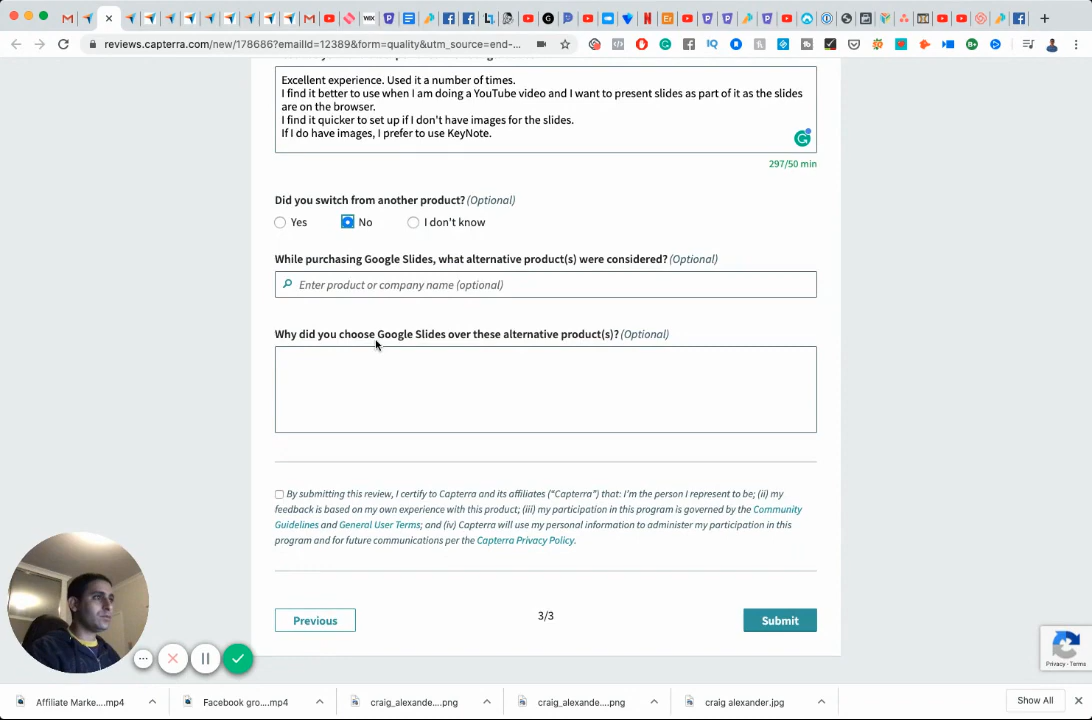 reviews.capterra.com/new/178686?emailId=12389&form=quality&utm_source=end-...
Excellent experience. Used it a number of times.
I find it better to use when I am doing a YouTube video and I want to present slides as part of it as the slides
are on the browser.
I find it quicker to set up if I don't have images for the slides.
If I do have images, I prefer to use KeyNote.
297/50 min
Did you switch from another product? (Optional)
Yes No I don't know
While purchasing Google Slides, what alternative product(s) were considered? (Optional)
Enter product or company name (optional)
Why did you choose Google Slides over these alternative product(s)? (Optional)
By submitting this review, I certify to Capterra and its affiliates (“Capterra”) that: I'm the person I represent to be; (ii) my
feedback is based on my own experience with this product; (iii) my participation in this program is governed by the Community
Guidelines and General User Terms; and (iv) Capterra will use my personal information to administer my participation in this
program and for future communications per the Capterra Privacy Policy.
Previous 3/3 Submit
Privacy - Terms
Affiliate Marke....mp4 Facebook gro....mp4 craig_alexande....png craig_alexande....png craig alexander.jpg Show All